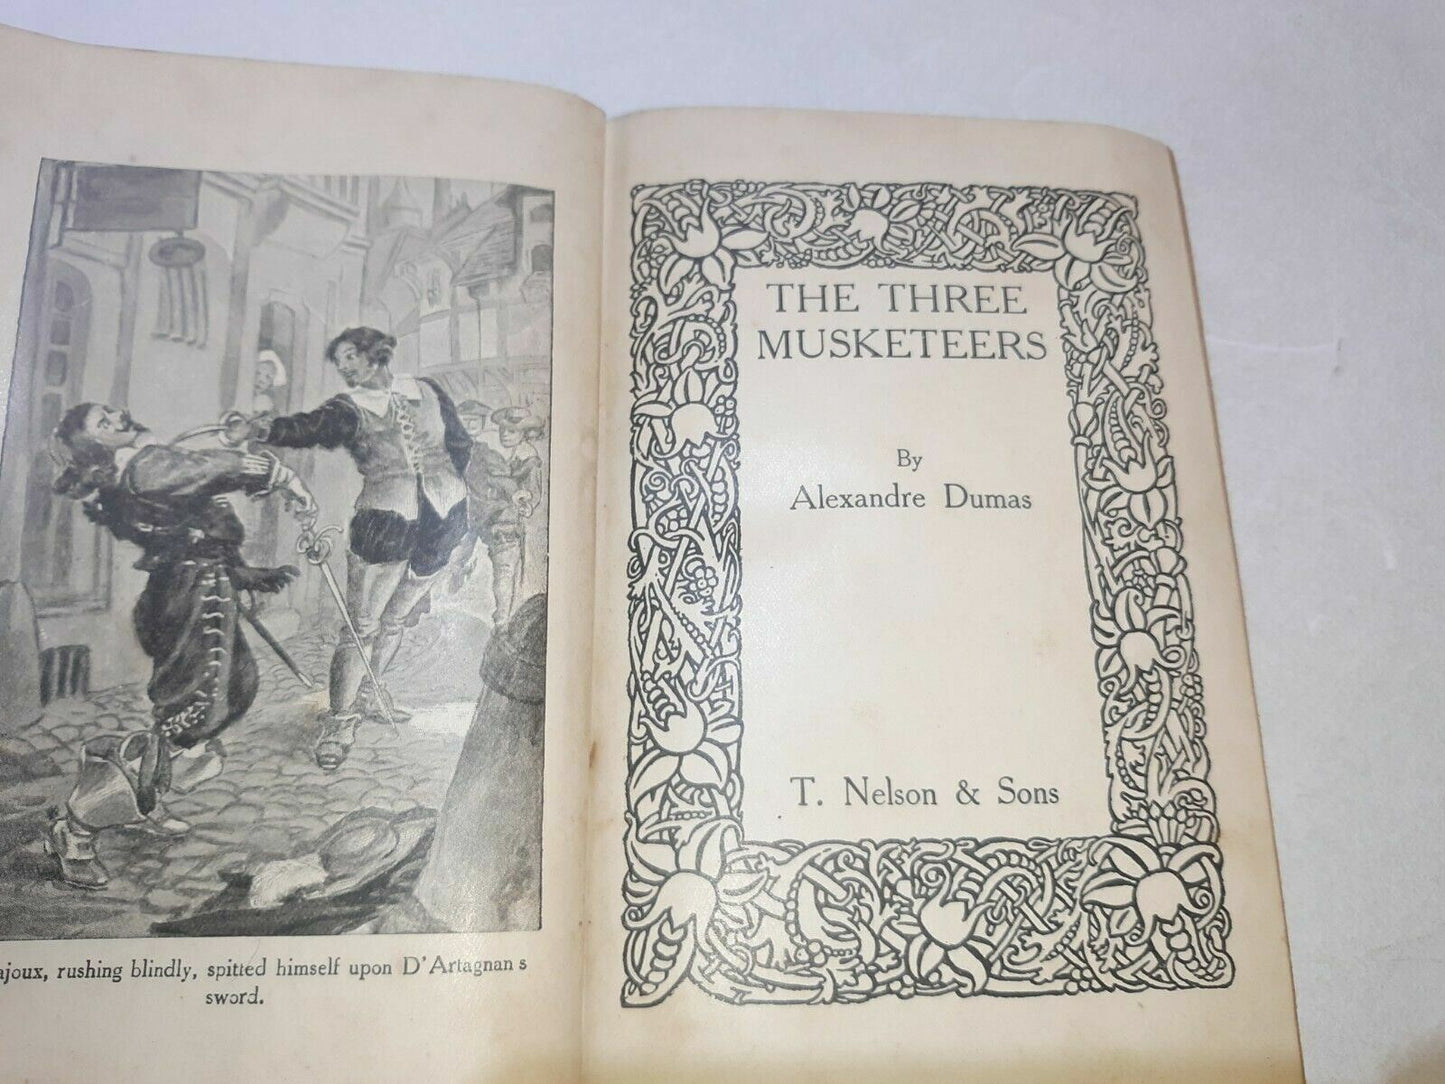 ajoux, rushing blindly, spitted himself upon D'Artagnan s
sword.
THE THREE
MUSKETEERS
By
Alexandre Dumas
T. Nelson & Sons